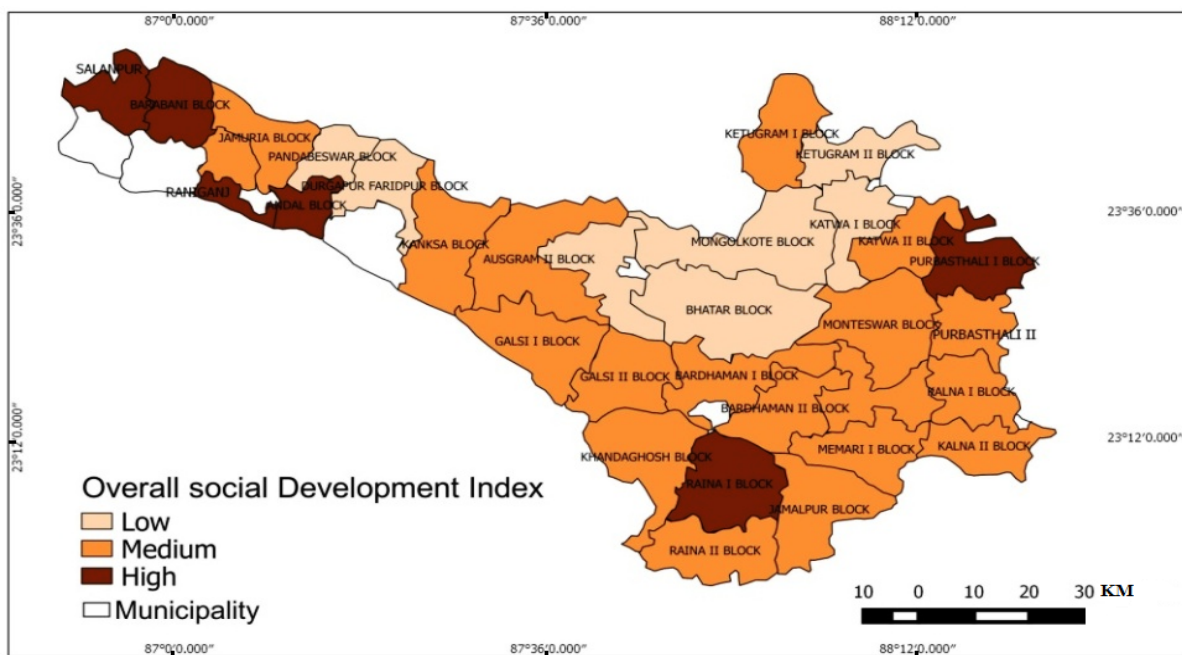 87°0′0.000″ 87°36′0.000″ 88°12′0.000″
SALANPUR
BARABANI BLOCK
JAMURIA BLOCK
KETUGRAM I BLOCK
PANDABESWAR BLOCK
KETUGRAM II BLOCK
DURGAPUR FARIDPUR BLOCK
RANIGANJ
ANDAL BLOCK
23°36′0.000″ 23°36′0.000″
KATWA I BLOCK
KANKSA BLOCK
MONGOLKOTE BLOCK
KATWA II BLOCK
AUSGRAM II BLOCK
PURBASTHALI I BLOCK
BHATAR BLOCK
MONTESWAR BLOCK
PURBASTHALI II
GALSI I BLOCK
GALSI II BLOCK
BARDHAMAN I BLOCK
RALNA I BLOCK
BARDHAMAN II BLOCK
23°12′0.000″ 23°12′0.000″
MEMARI I BLOCK
KALNA II BLOCK
KHANDAGHOSH BLOCK
RAINA I BLOCK
JAMALPUR BLOCK
RAINA II BLOCK
Overall social Development Index
Low
Medium
High
Municipality
10 0 10 20 30 KM
87°0′0.000″ 87°36′0.000″ 88°12′0.000″